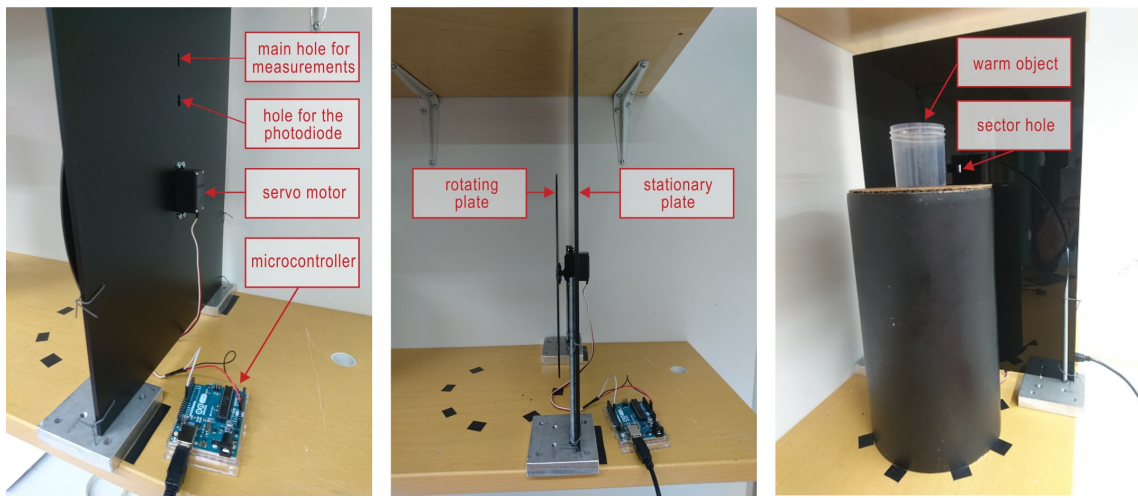 main hole for
measurements
hole for the
photodiode
servo motor
microcontroller
rotating
plate
stationary
plate
warm object
sector hole